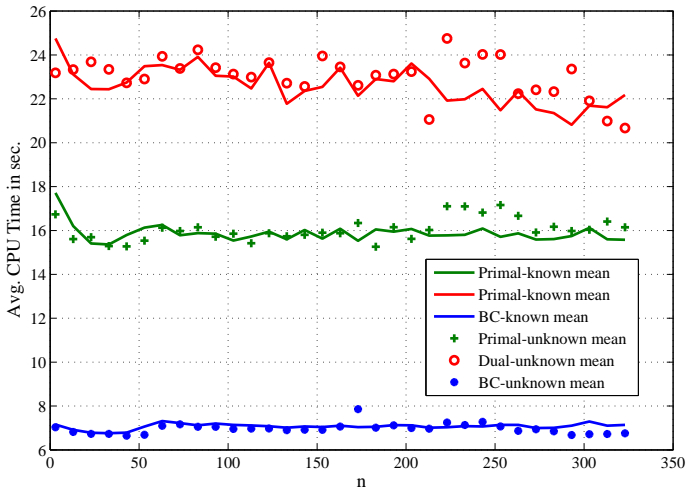 26
24
22
20
18
16
14
12
10
8
6
Avg. CPU Time in sec.
Primal-known mean
Primal-known mean
BC-known mean
Primal-unknown mean
Dual-unknown mean
BC-unknown mean
0 50 100 150 200 250 300 350
n